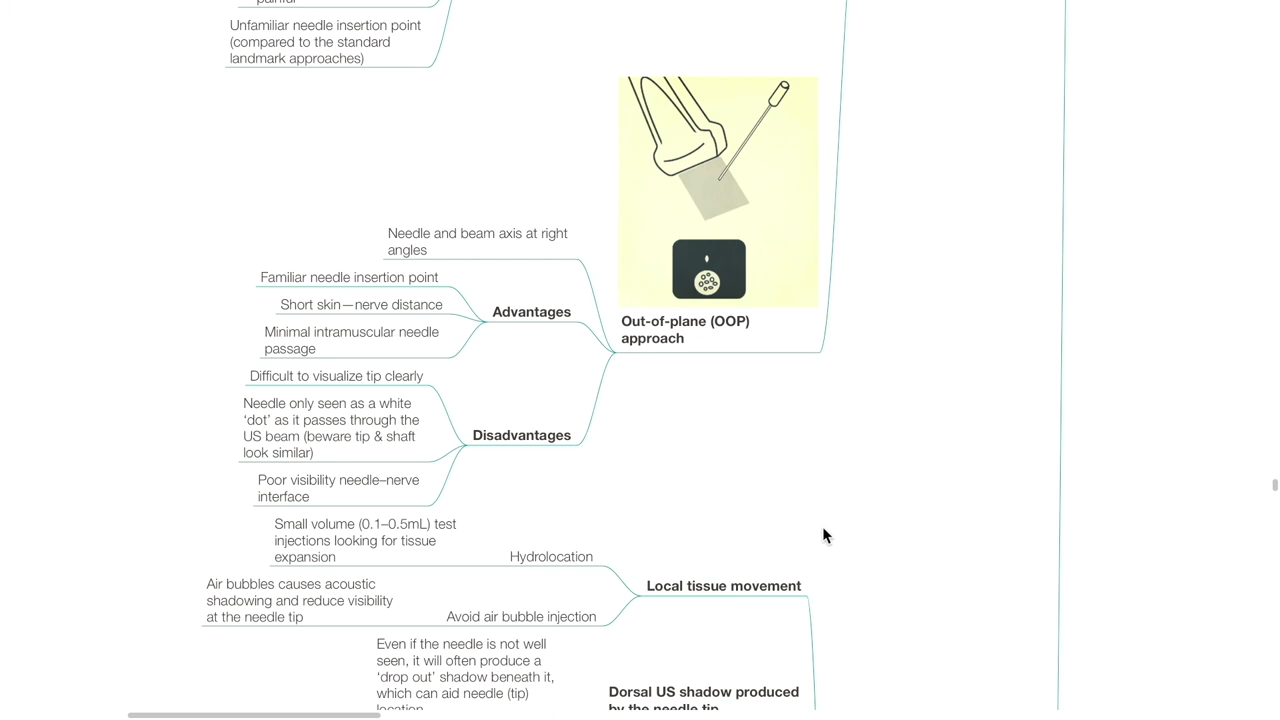 painful
Unfamiliar needle insertion point
(compared to the standard
landmark approaches)
Out-of-plane (OOP)
approach
Needle and beam axis at right
angles
Advantages
Familiar needle insertion point
Short skin—nerve distance
Minimal intramuscular needle
passage
Disadvantages
Difficult to visualize tip clearly
Needle only seen as a white
‘dot’ as it passes through the
US beam (beware tip & shaft
look similar)
Poor visibility needle–nerve
interface
Local tissue movement
Hydrolocation
Small volume (0.1–0.5mL) test
injections looking for tissue
expansion
Avoid air bubble injection
Air bubbles causes acoustic
shadowing and reduce visibility
at the needle tip
Dorsal US shadow produced
by the needle tip
Even if the needle is not well
seen, it will often produce a
‘drop out’ shadow beneath it,
which can aid needle (tip)
location